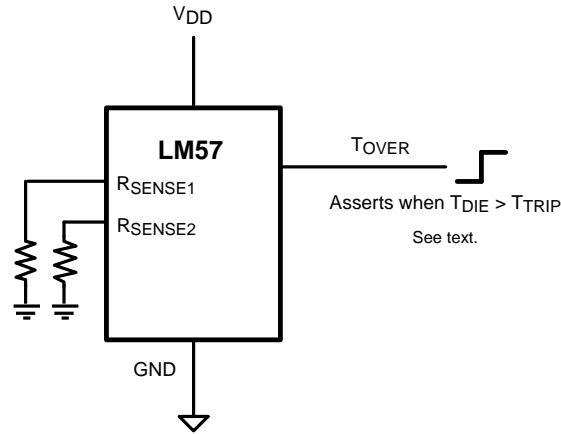 VDD
LM57
TOVER
RSENSE1
Asserts when TDIE > TTRIP
RSENSE2
See text.
GND